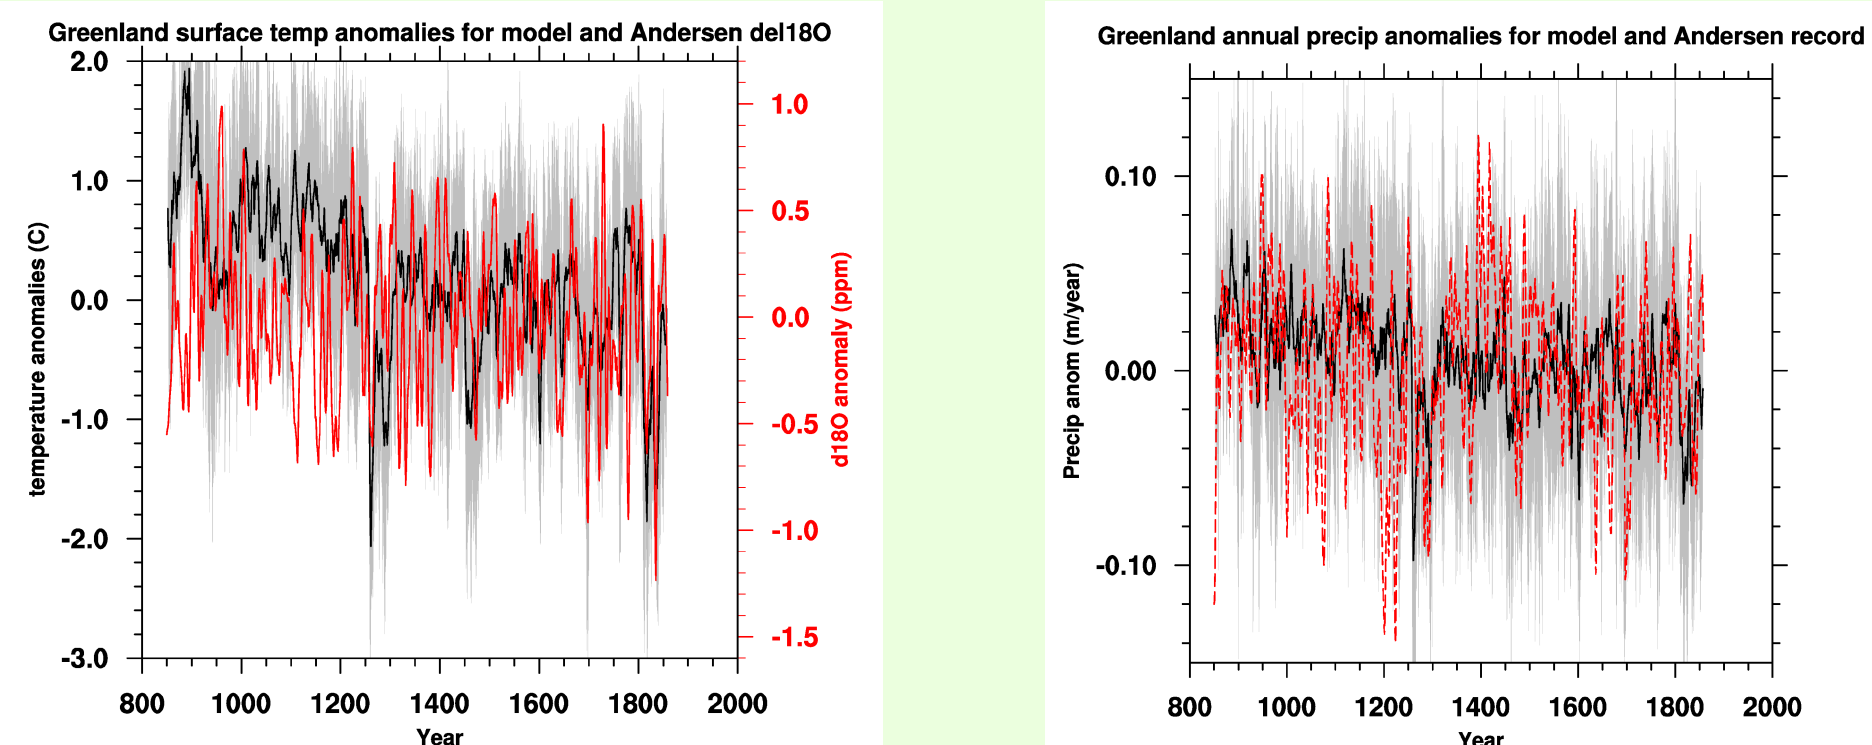 Greenland surface temp anomalies for model and Andersen del18O
2.0
1.0
0.0
-1.0
-2.0
-3.0
temperature anomalies (C)
1.0
0.5
0.0
-0.5
-1.0
-1.5
d18O anomaly (ppm)
800 1000 1200 1400 1600 1800 2000
Year
Greenland annual precip anomalies for model and Andersen record
0.10
0.00
-0.10
Precip anom (m/year)
800 1000 1200 1400 1600 1800 2000
Year